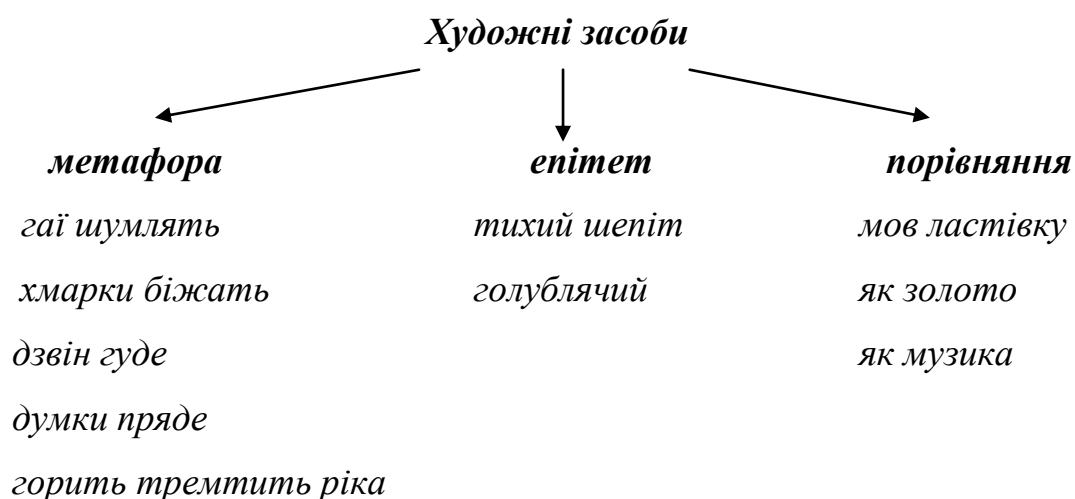 Художні засоби
метафора епітет порівняння
гаї шумлять тихий шепіт мов ластівку
хмарки біжать голублячий як золото
дзвін гуде як музика
думки пряде
горить тремтить ріка